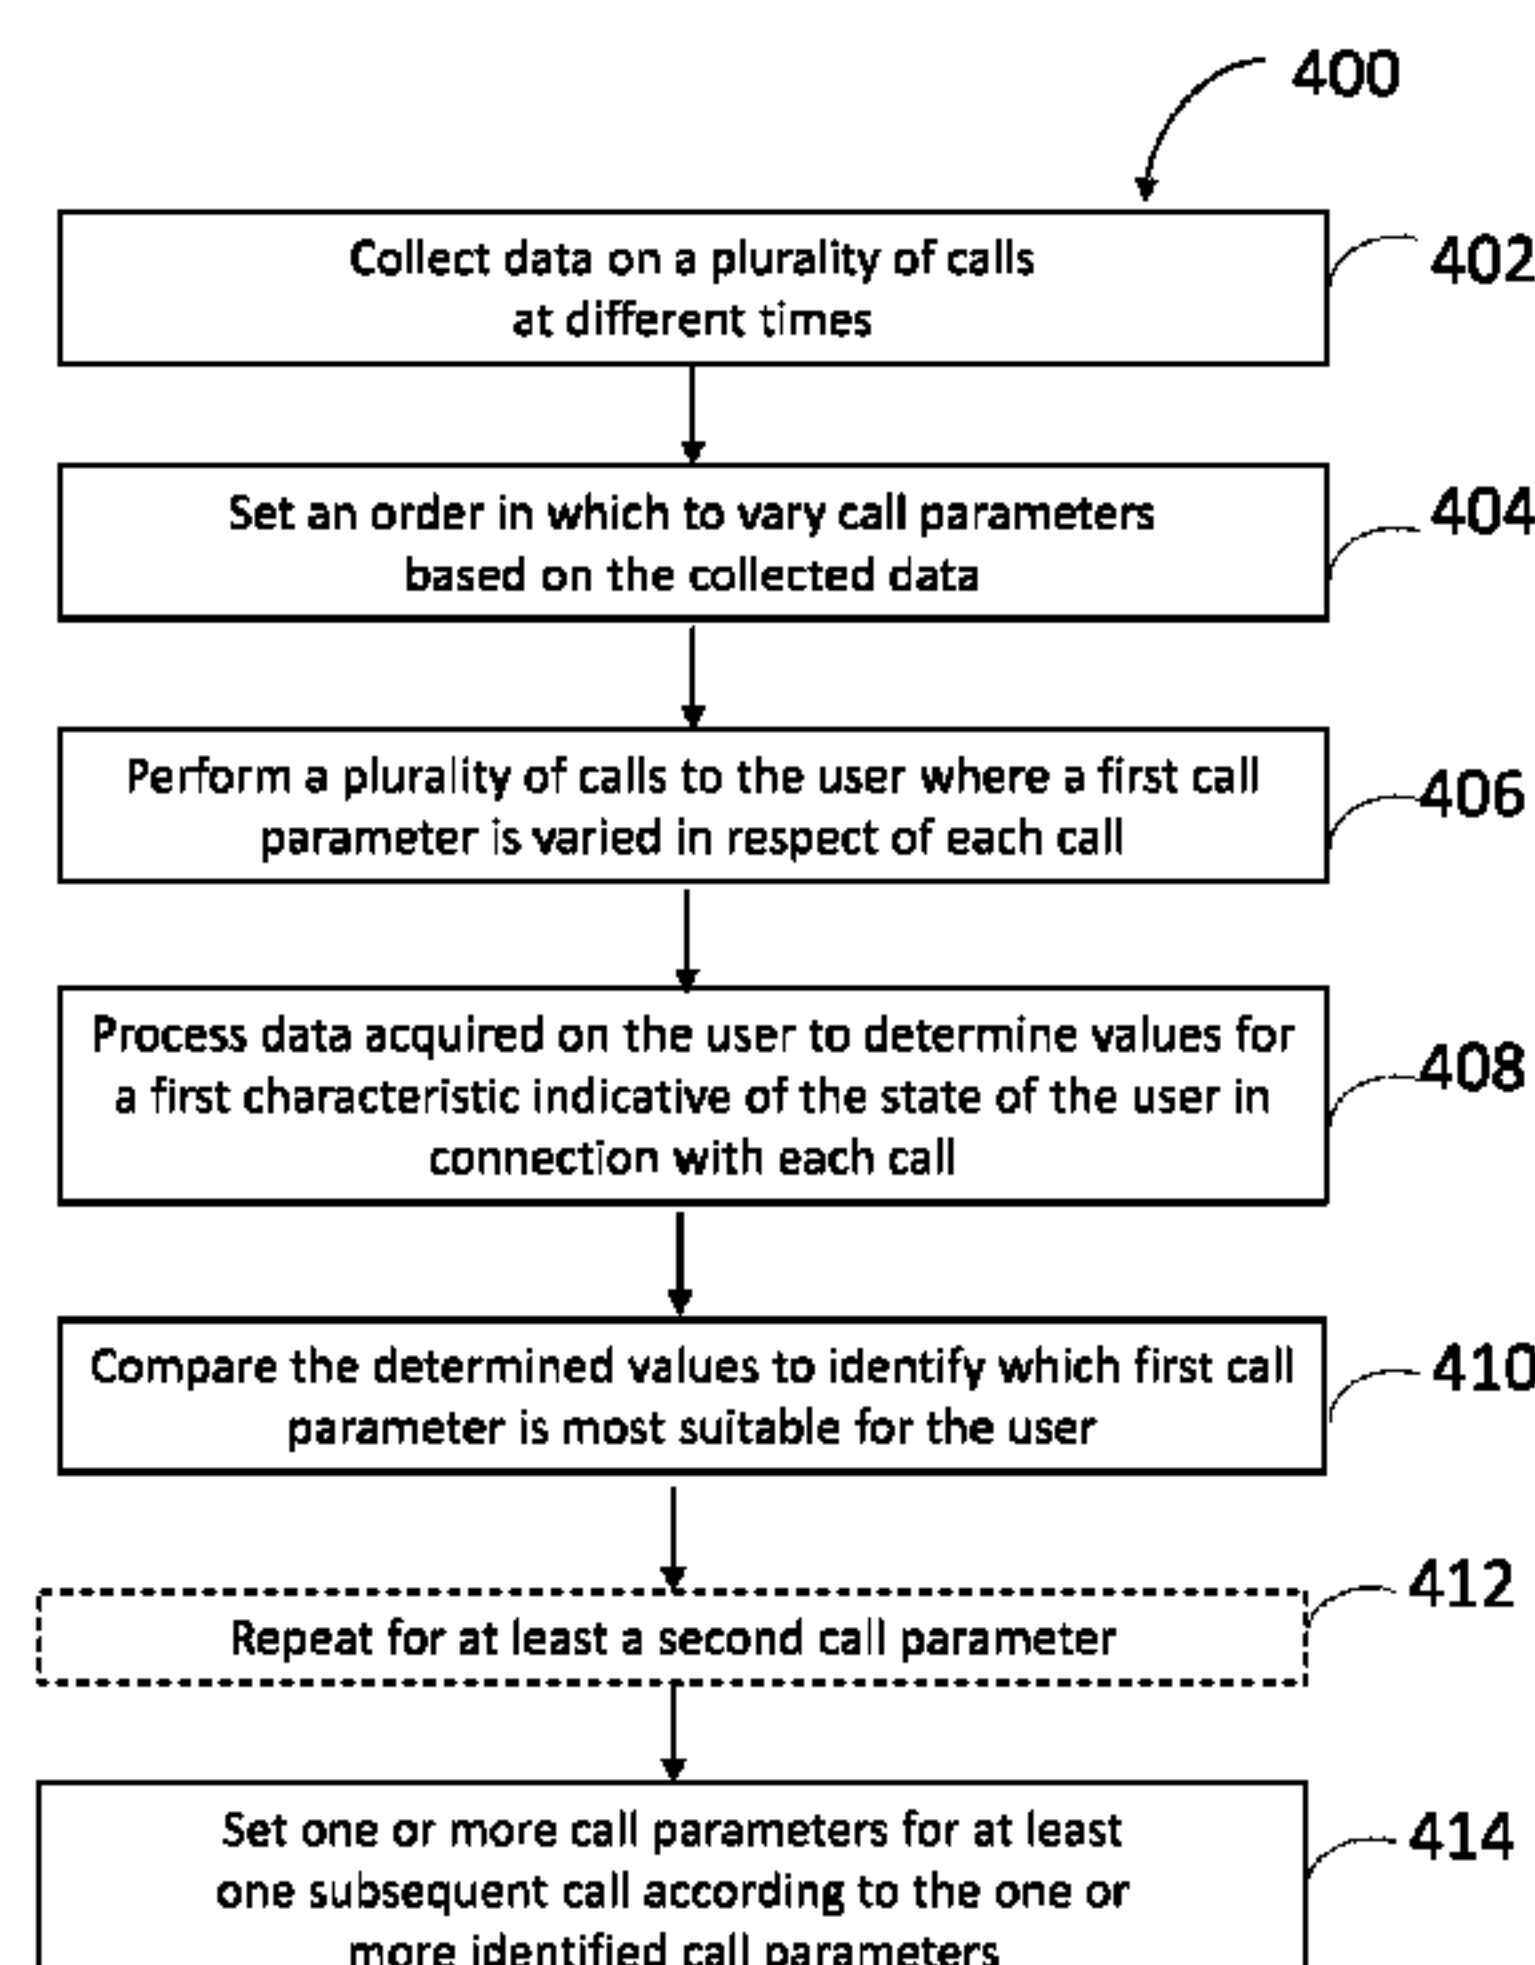 400
Collect data on a plurality of calls
at different times
402
Set an order in which to vary call parameters
based on the collected data
404
Perform a plurality of calls to the user where a first call
parameter is varied in respect of each call
406
Process data acquired on the user to determine values for
a first characteristic indicative of the state of the user in
connection with each call
408
Compare the determined values to identify which first call
parameter is most suitable for the user
410
Repeat for at least a second call parameter
412
Set one or more call parameters for at least
one subsequent call according to the one or
more identified call parameters
414